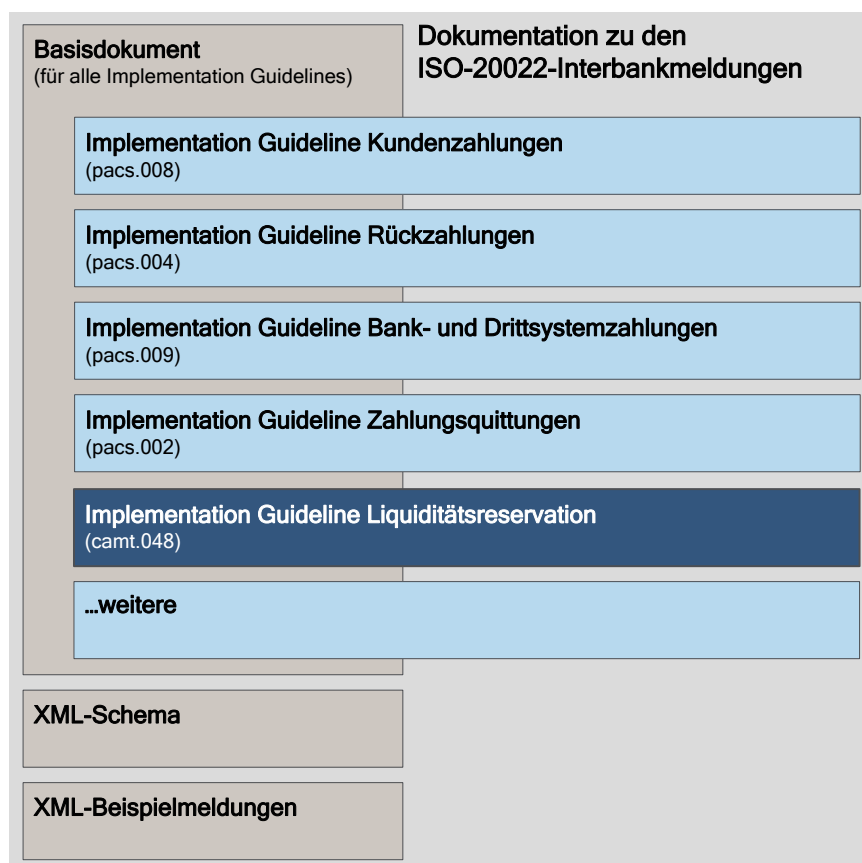 Basisdokument
(für alle Implementation Guidelines)
Dokumentation zu den
ISO-20022-Interbankmeldungen
Implementation Guideline Kundenzahlungen
(pacs.008)
Implementation Guideline Rückzahlungen
(pacs.004)
Implementation Guideline Bank- und Drittsystemzahlungen
(pacs.009)
Implementation Guideline Zahlungsquittungen
(pacs.002)
Implementation Guideline Liquiditätsreservation
(camt.048)
...weitere
XML-Schema
XML-Beispielmeldungen